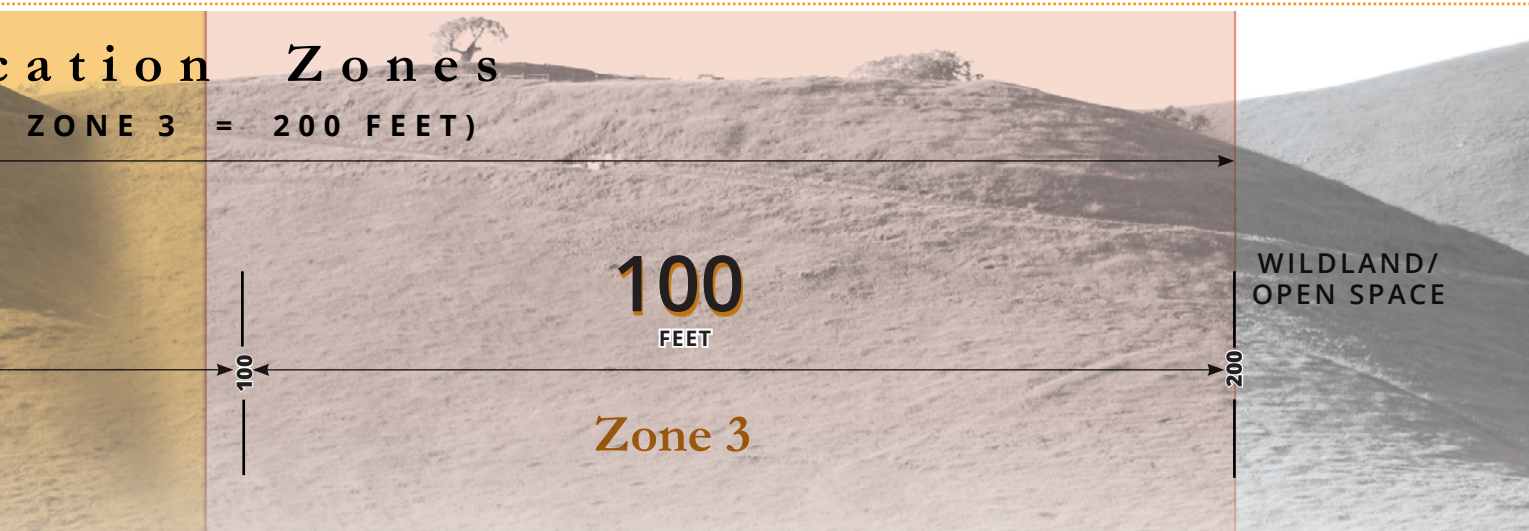 cation Zones
ZONE 3 = 200 FEET)
100
FEET
WILDLAND/
OPEN SPACE
100
200
Zone 3